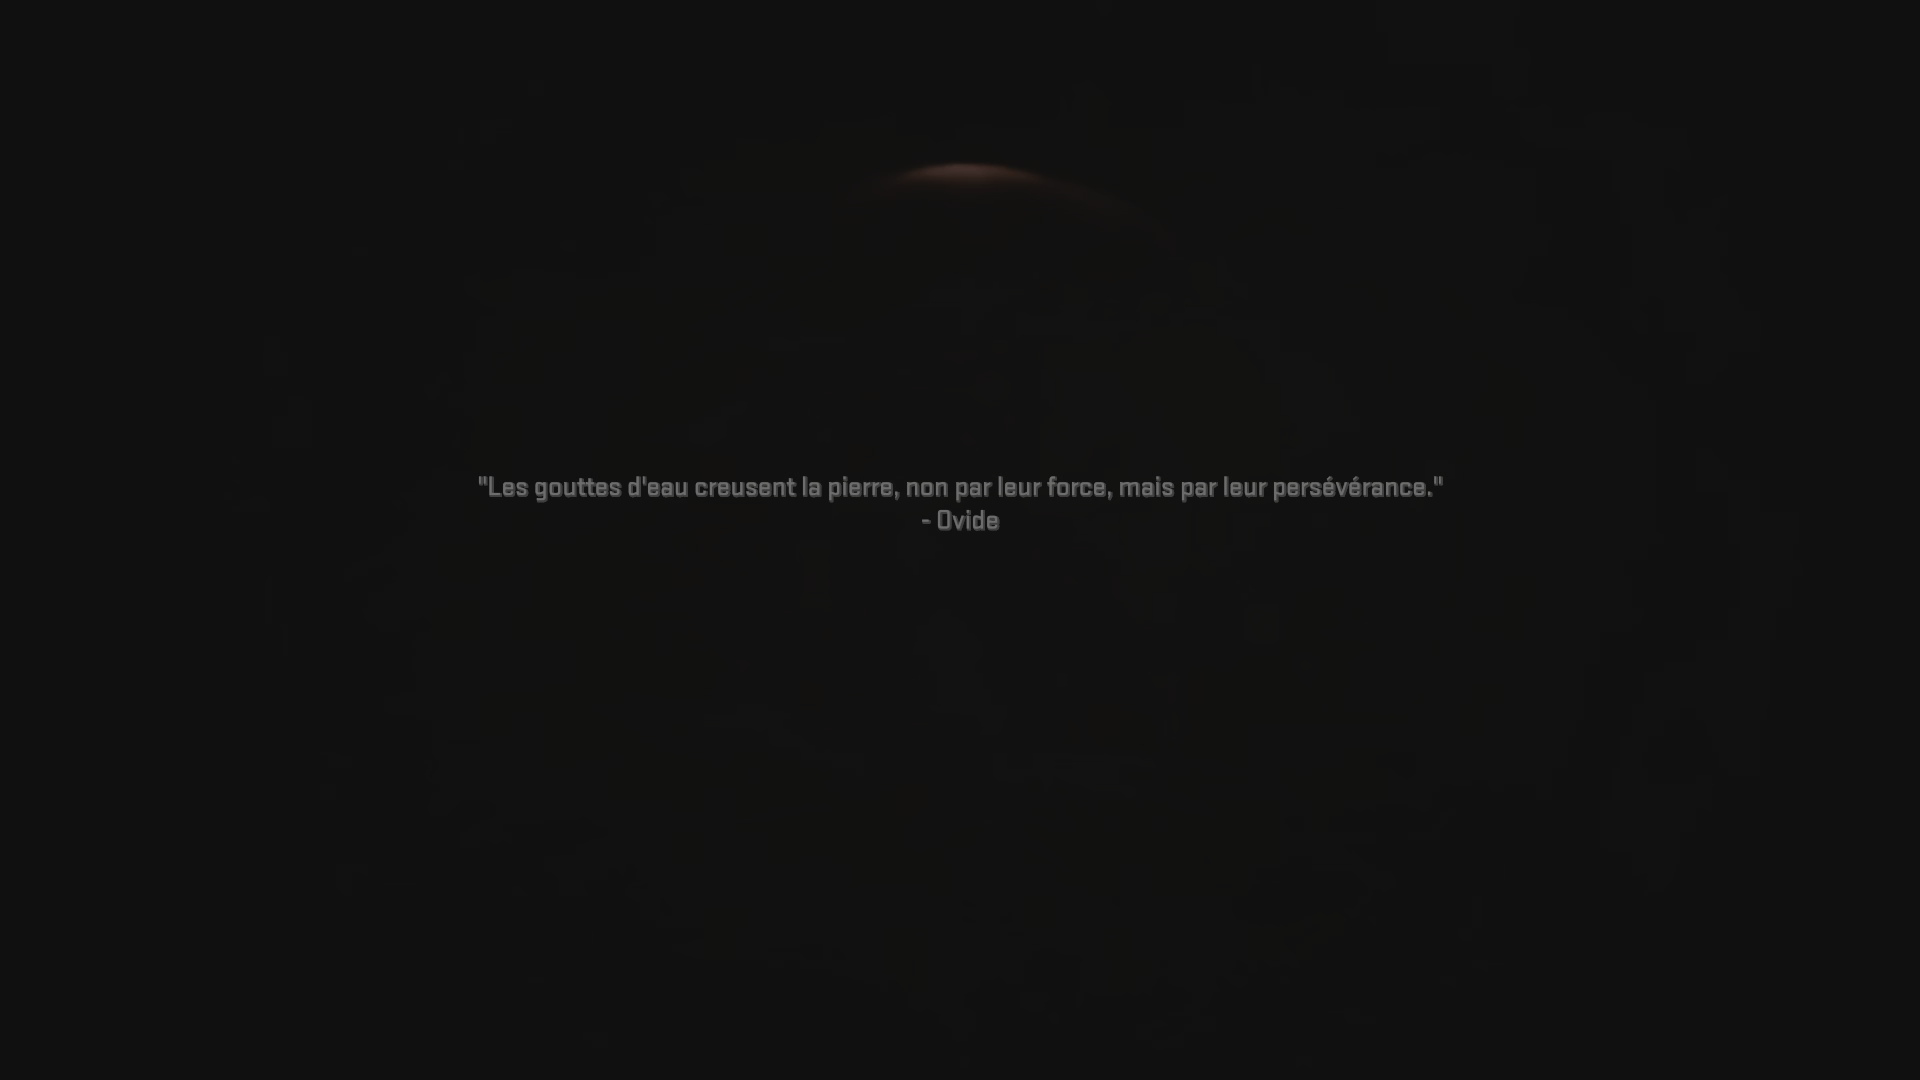 "Les gouttes d'eau creusent la pierre, non par leur force, mais par leur persévérance."
- Ovide